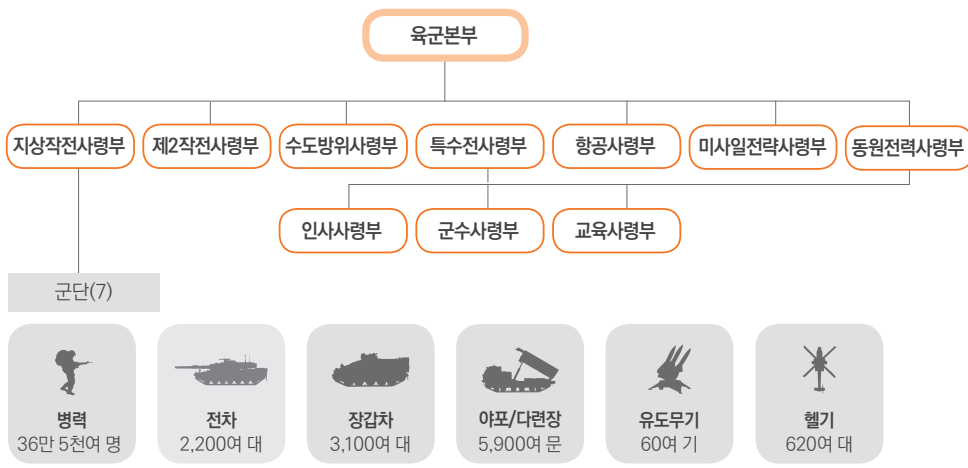 육군본부
지상작전사령부
제2작전사령부
수도방위사령부
특수전사령부
항공사령부
미사일전략사령부
동원전력사령부
인사사령부
군수사령부
교육사령부
군단(7)
병력
36만 5천여 명
전차
2,200여 대
장갑차
3,100여 대
야포/다련장
5,900여 문
유도무기
60여 기
헬기
620여 대